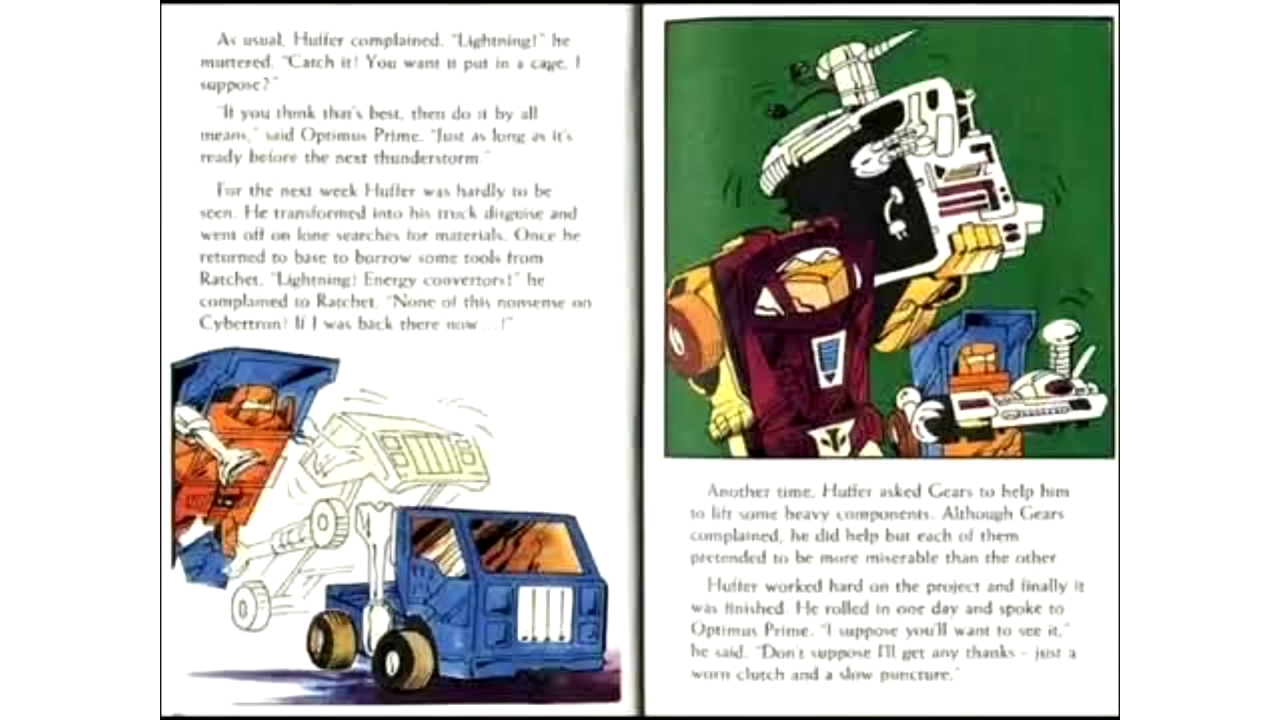 As usual, Huffer complained. "Lightning!" he
muttered. "Catch it! You want it put in a cage, I
suppose?"
"If you think that's best, then do it by all
means," said Optimus Prime. "Just as long as it's
ready before the next thunderstorm."
For the next week Huffer was hardly to be
seen. He transformed into his truck disguise and
went off on lone searches for materials. Once he
returned to base to borrow some tools from
Ratchet. "Lightning! Energy convertors!" he
complained to Ratchet. "None of this nonsense on
Cybertron! If I was back there now . . . !"
Another time, Huffer asked Gears to help him
to lift some heavy components. Although Gears
complained, he did help but each of them
pretended to be more miserable than the other
Huffer worked hard on the project and finally it
was finished. He rolled in one day and spoke to
Optimus Prime. "I suppose you'll want to see it,"
he said. "Don't suppose I'll get any thanks – just a
worn clutch and a slow puncture."